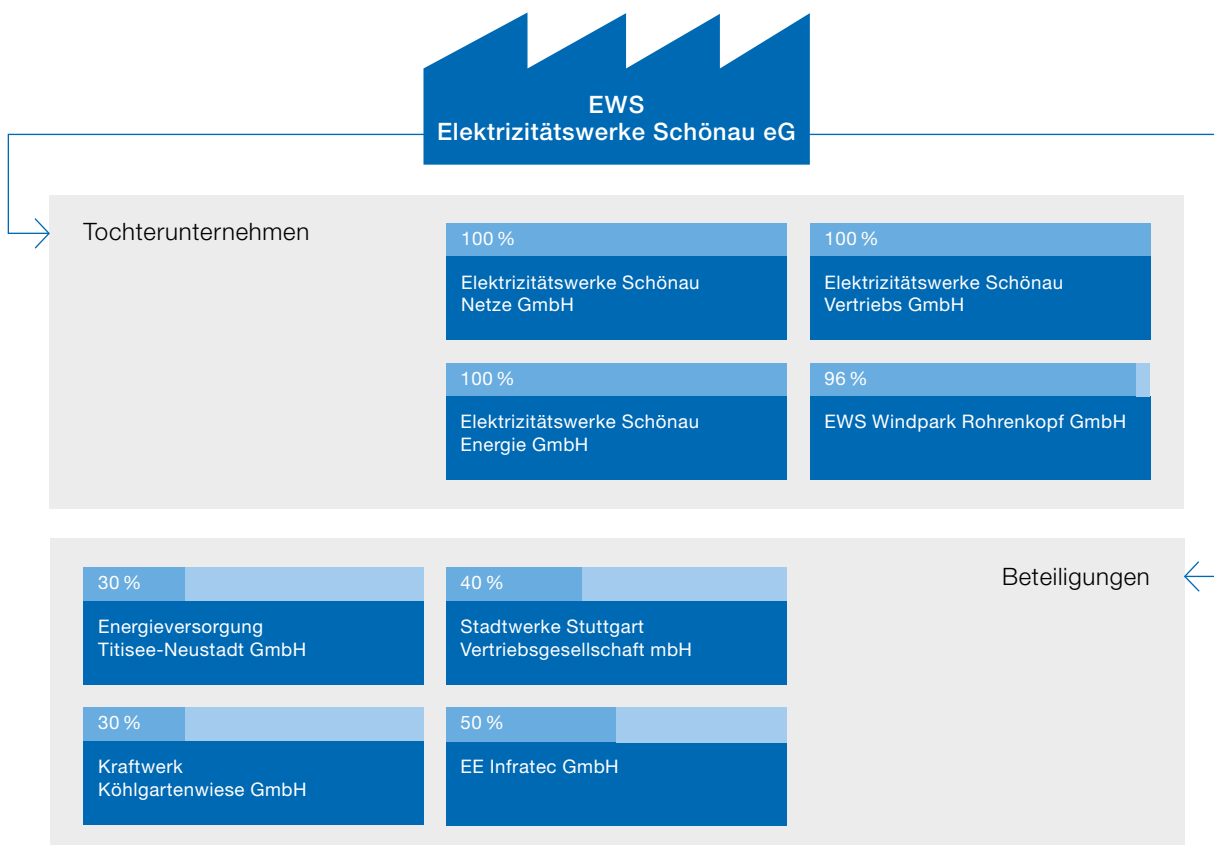 EWS
Elektrizitätswerke Schönau eG
Tochterunternehmen
100 %
Elektrizitätswerke Schönau
Netze GmbH
100 %
Elektrizitätswerke Schönau
Vertriebs GmbH
100 %
Elektrizitätswerke Schönau
Energie GmbH
96 %
EWS Windpark Rohrenkopf GmbH
Beteiligungen
30 %
Energieversorgung
Titisee-Neustadt GmbH
40 %
Stadtwerke Stuttgart
Vertriebsgesellschaft mbH
30 %
Kraftwerk
Köhlgartenwiese GmbH
50 %
EE Infratec GmbH